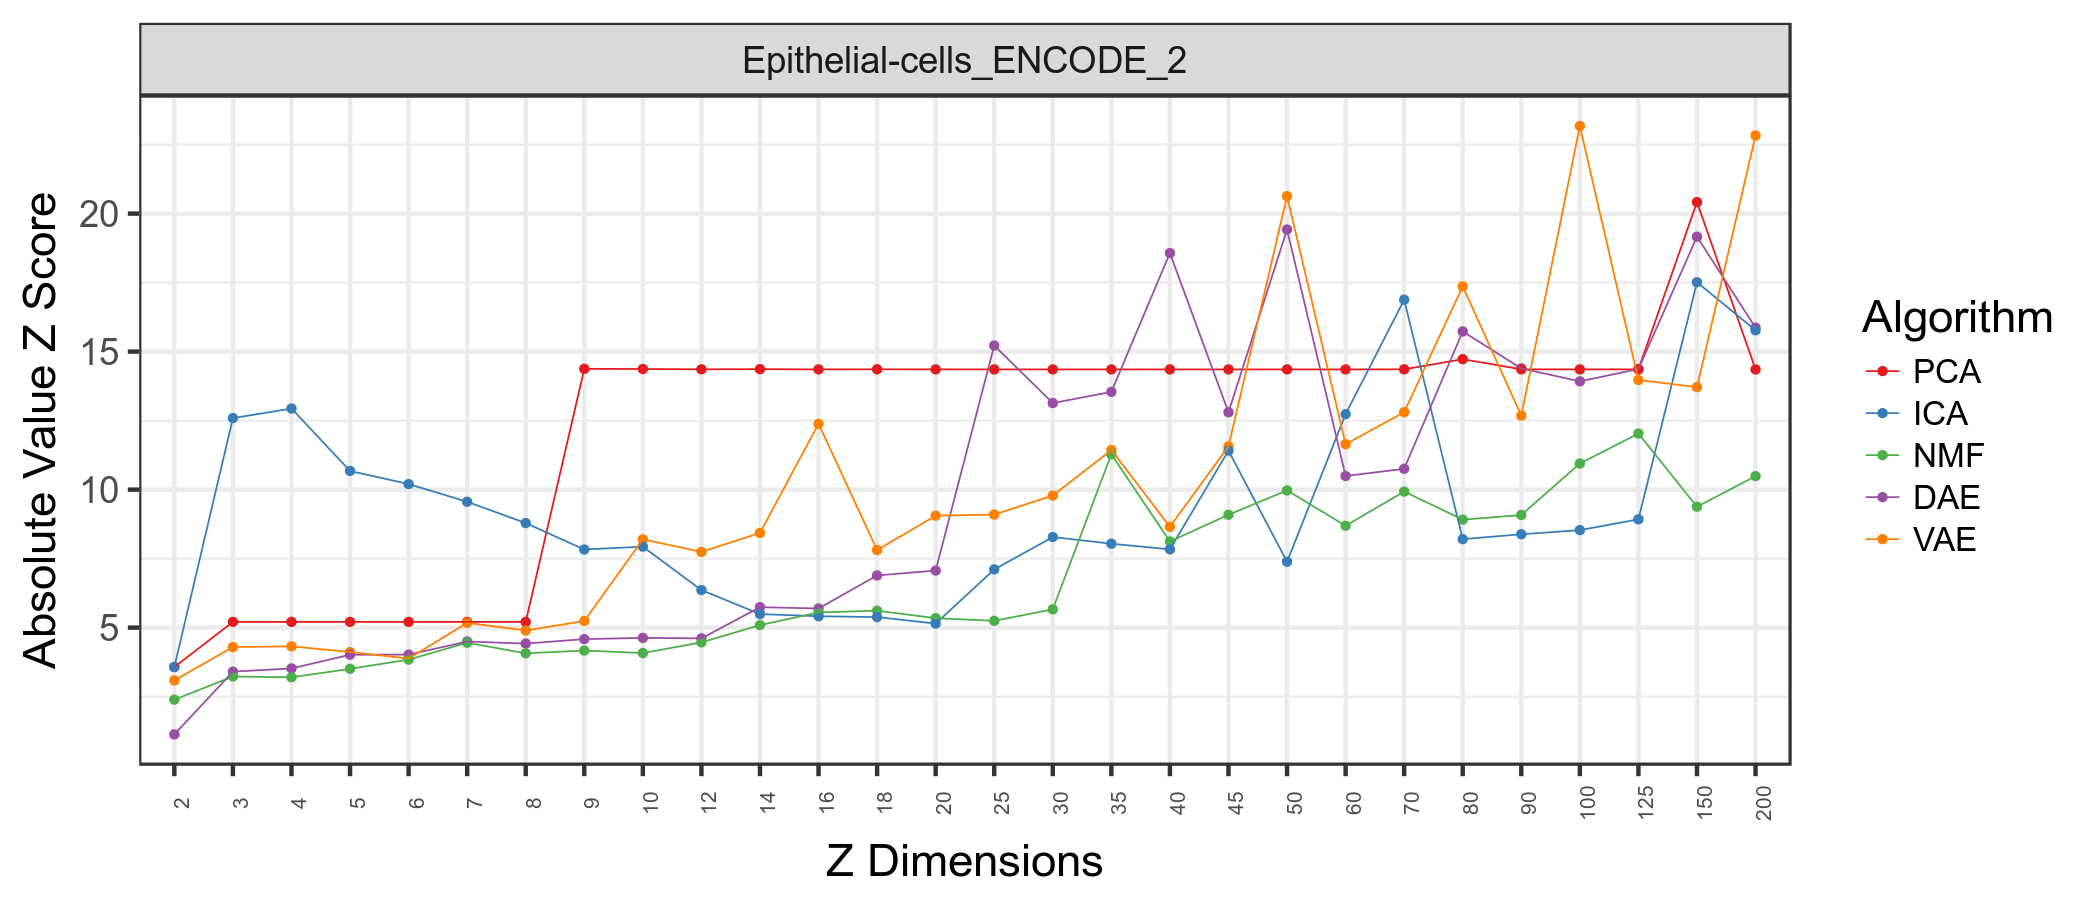 Epithelial-cells_ENCODE_2
Absolute Value Z Score
20
15
10
5
2 3 4 5 6 7 8 9 10 12 14 16 18 20 25 30 35 40 45 50 60 70 80 90 100 125 150 200
Z Dimensions
Algorithm
PCA
ICA
NMF
DAE
VAE